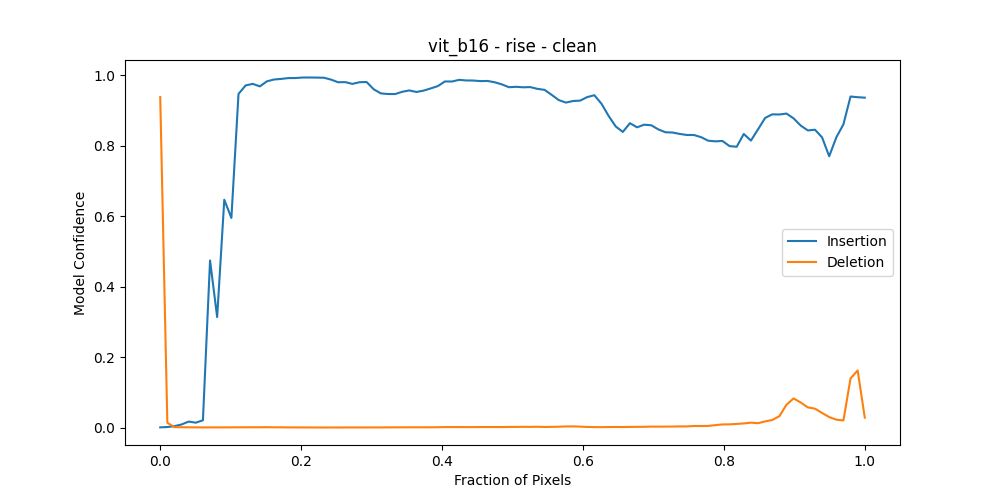 vit_b16 - rise - clean
1.0
0.8
0.6
0.4
0.2
0.0
Model Confidence
Insertion
Deletion
0.0 0.2 0.4 0.6 0.8 1.0
Fraction of Pixels